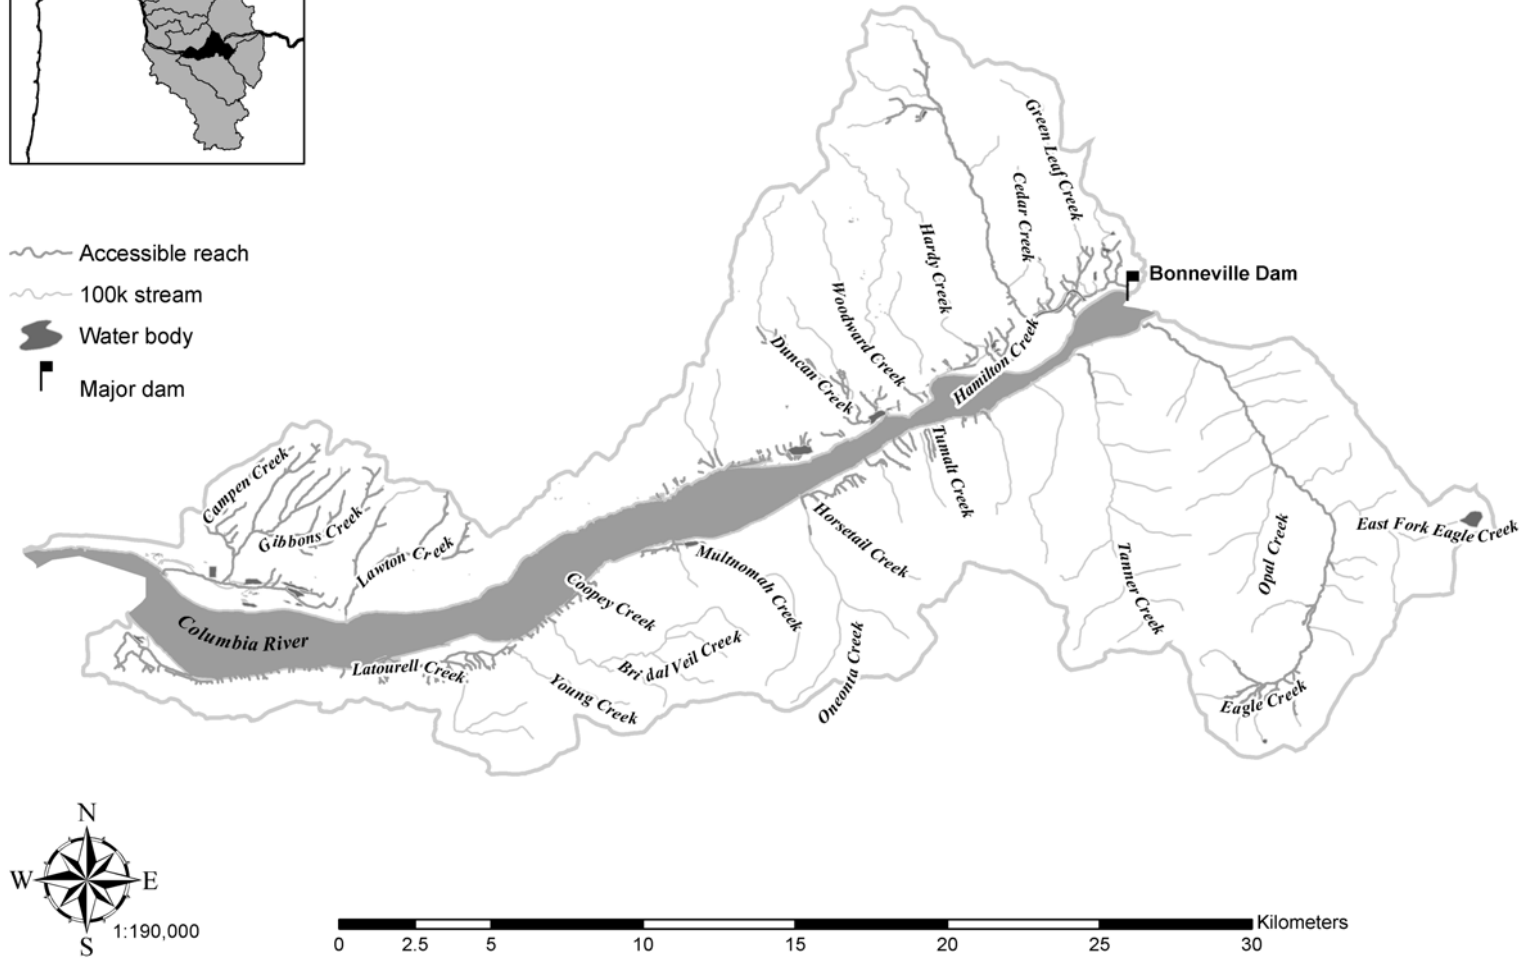 Accessible reach
100k stream
Water body
Major dam
Green Leaf Creek
Cedar Creek
Hardy Creek
Bonneville Dam
Woodward Creek
Duncan Creek
Hamilton Creek
Tumalt Creek
Campen Creek
Gibbons Creek
Lawton Creek
Horsetail Creek
East Fork Eagle Creek
Opal Creek
Tanner Creek
Multnomah Creek
Coopey Creek
Columbia River
Bridal Veil Creek
Latourell Creek
Oneonta Creek
Young Creek
Eagle Creek
N
W E
S
1:190,000
Kilometers
0 2.5 5 10 15 20 25 30